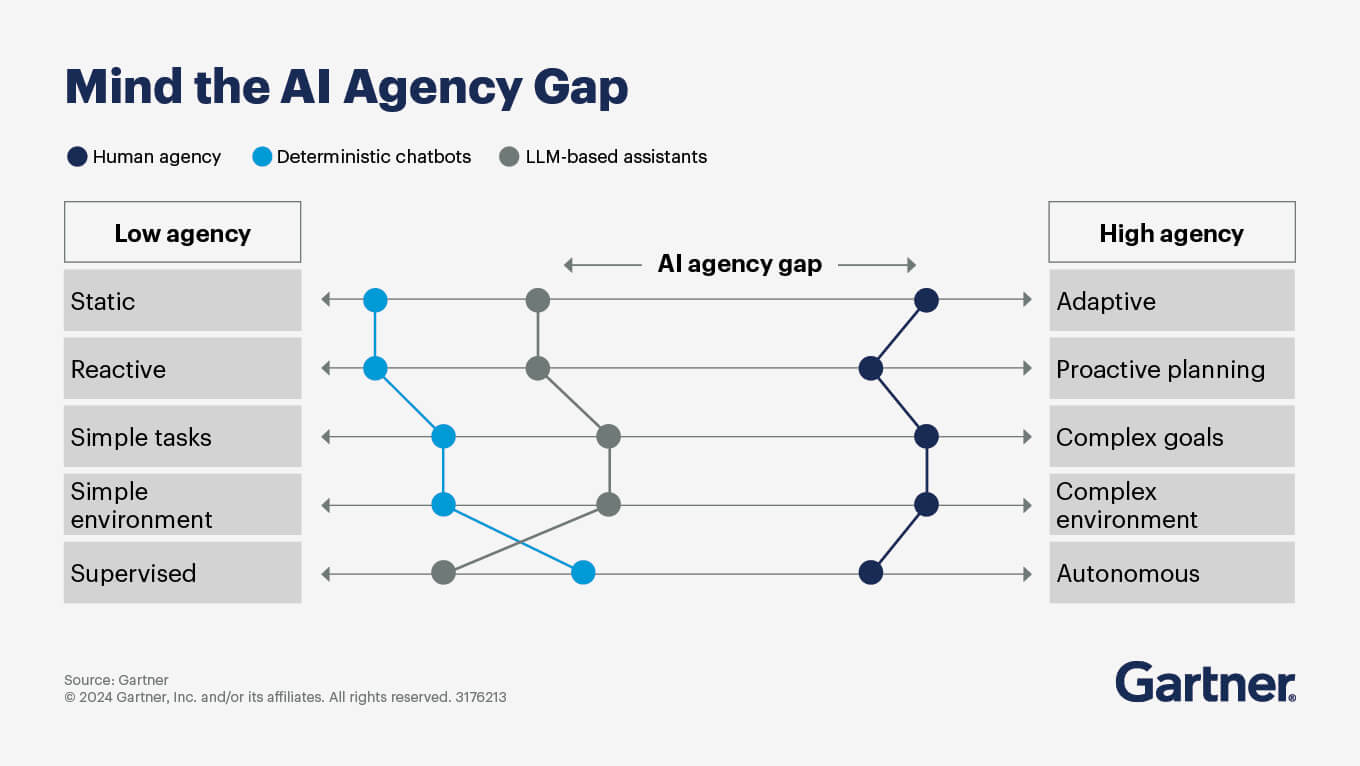 Mind the AI Agency Gap
Human agency
Deterministic chatbots
LLM-based assistants
Low agency
AI agency gap
High agency
Static
Adaptive
Reactive
Proactive planning
Simple tasks
Complex goals
Simple
environment
Complex
environment
Supervised
Autonomous
Source: Gartner
© 2024 Gartner, Inc. and/or its affiliates. All rights reserved. 3176213
Gartner®